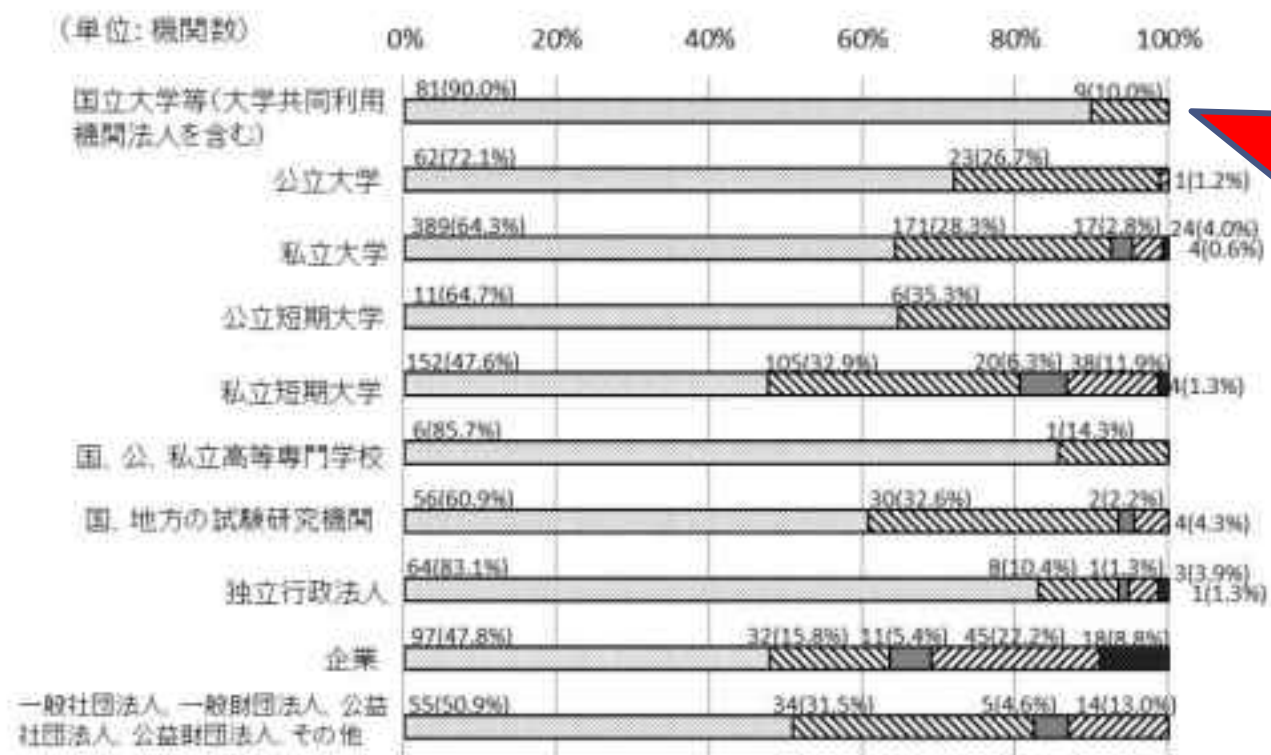 (単位: 機関数)
0% 20% 40% 60% 80% 100%
国立大学等(大学共同利用
機関法人を含む)
81(90.0%) 9(10.0%)
公立大学
62(72.1%) 23(26.7%) 1(1.2%)
私立大学
389(64.3%) 171(28.3%) 17(2.8%) 24(4.0%)
4(0.6%)
公立短期大学
11(64.7%) 6(35.3%)
私立短期大学
152(47.6%) 105(32.9%) 20(6.3%) 38(11.9%)
4(1.3%)
国、公、私立高等専門学校
6(85.7%) 1(14.3%)
国、地方の試験研究機関
56(60.9%) 30(32.6%) 2(2.2%)
4(4.3%)
独立行政法人
64(83.1%) 8(10.4%) 1(1.3%) 3(3.9%)
1(1.3%)
企業
97(47.8%) 32(15.8%) 11(5.4%) 45(22.2%) 18(8.8%)
一般社団法人、一般財団法人、公益
社団法人、公益財団法人、その他
55(50.9%) 34(31.5%) 5(4.6%) 14(13.0%)